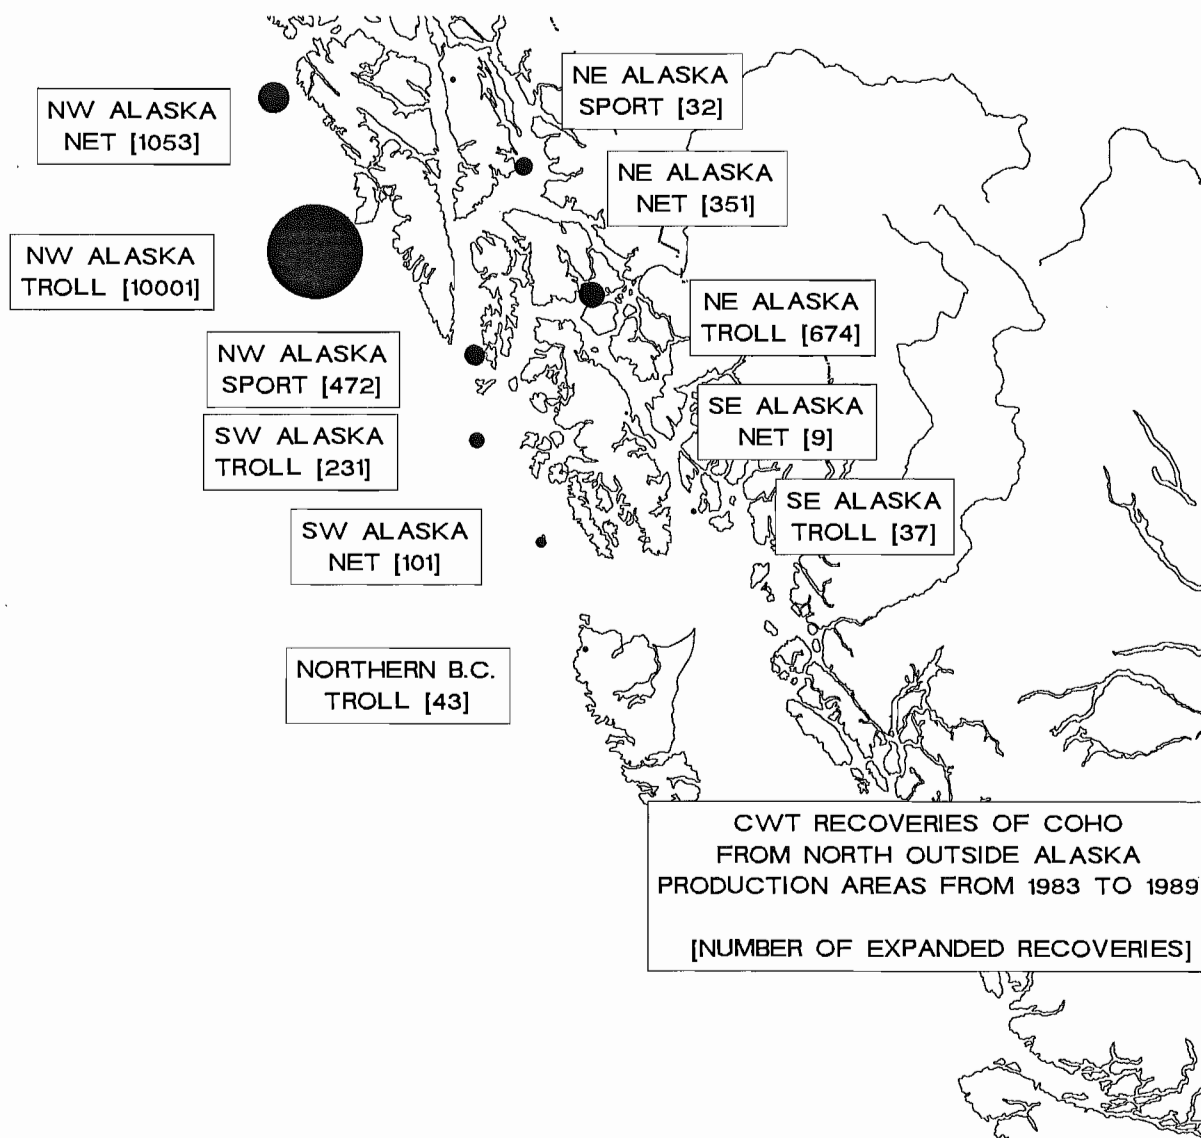 NW ALASKA
NET [1053]
NE ALASKA
SPORT [32]
NE ALASKA
NET [351]
NW ALASKA
TROLL [10001]
NE ALASKA
TROLL [674]
NW ALASKA
SPORT [472]
SE ALASKA
NET [9]
SW ALASKA
TROLL [231]
SE ALASKA
TROLL [37]
SW ALASKA
NET [101]
NORTHERN B.C.
TROLL [43]
CWT RECOVERIES OF COHO
FROM NORTH OUTSIDE ALASKA
PRODUCTION AREAS FROM 1983 TO 1989
[NUMBER OF EXPANDED RECOVERIES]